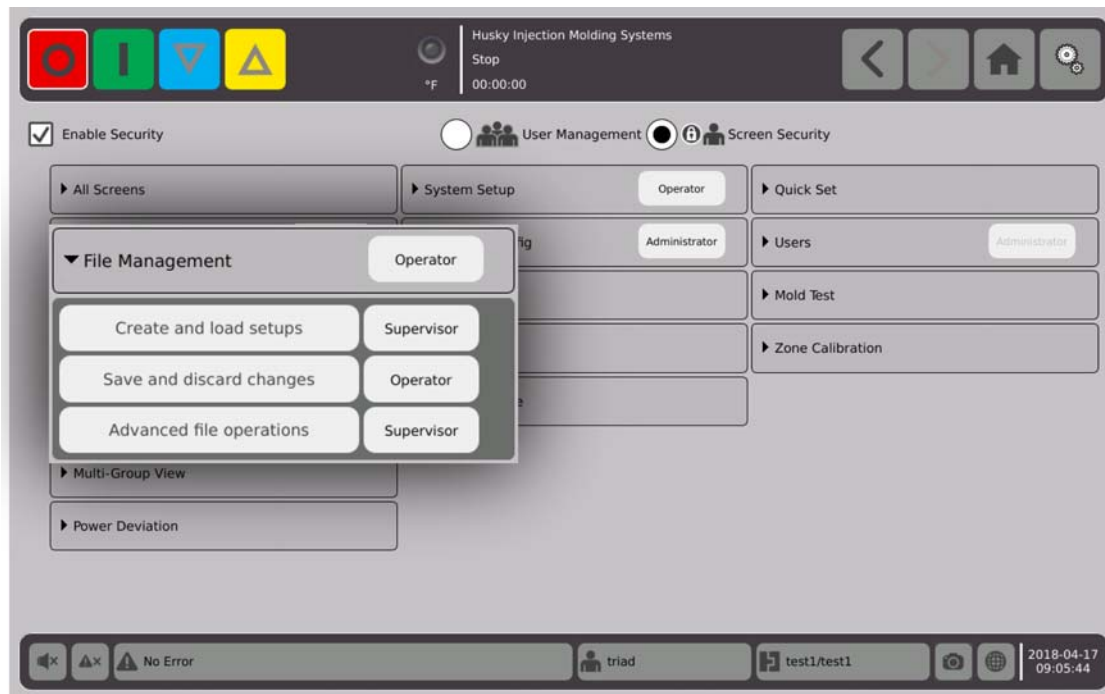 Husky Injection Molding Systems
Stop
°F
00:00:00
Enable Security
User Management
Screen Security
All Screens
System Setup
Operator
Quick Set
File Management
Operator
Administrator
Users
Administrator
Create and load setups
Supervisor
Mold Test
Save and discard changes
Operator
Zone Calibration
Advanced file operations
Supervisor
Multi-Group View
Power Deviation
No Error
triad
test1/test1
2018-04-17
09:05:44